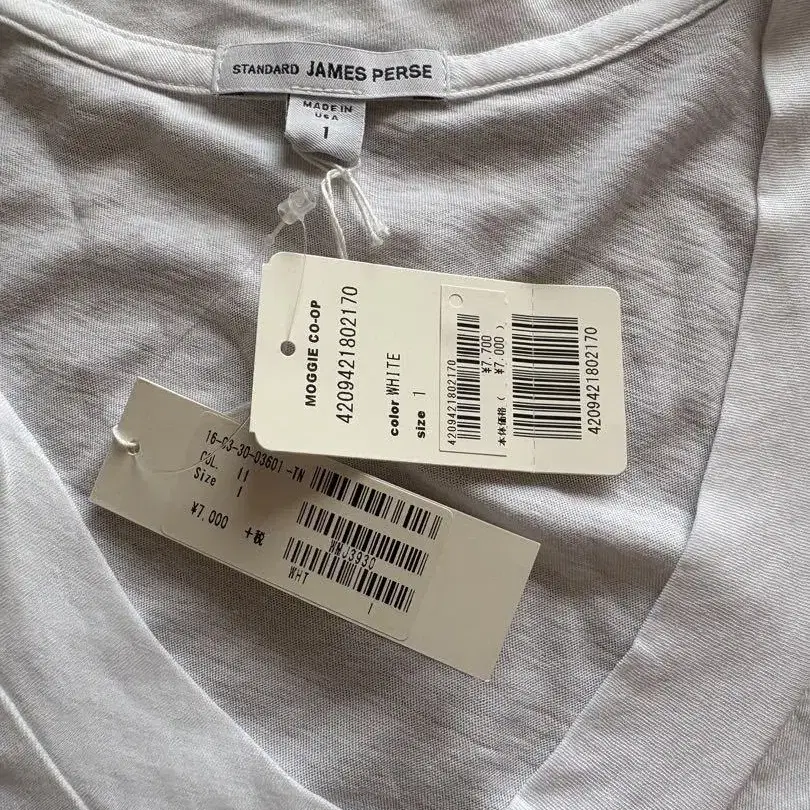 STANDARD JAMES PERSE
MADE IN
USA
1
MOGGIE CO-OP
4209421802170
color WHITE
size 1
4209421802170
¥7,700
本体価格 ( ¥7,000 )
4209421802170
16-03-30-03601-TN
COL. 11
Size 1
¥7,000 +税
WMJ3930
WHT 1